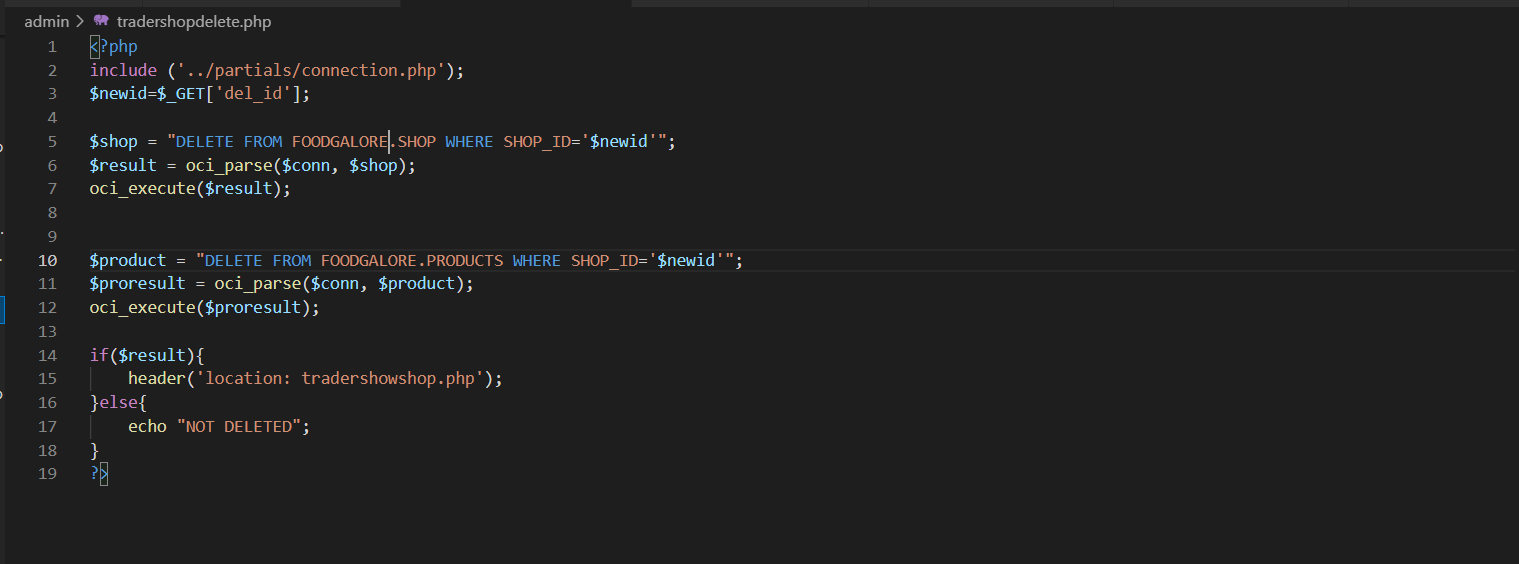 admin > tradershopdelete.php
1 <?php
2 include ('../partials/connection.php');
3 $newid=$_GET['del_id'];
4
5 $shop = "DELETE FROM FOODGALORE.SHOP WHERE SHOP_ID='$newid'";
6 $result = oci_parse($conn, $shop);
7 oci_execute($result);
8
9
10 $product = "DELETE FROM FOODGALORE.PRODUCTS WHERE SHOP_ID='$newid'";
11 $proresult = oci_parse($conn, $product);
12 oci_execute($proresult);
13
14 if($result){
15     header('location: tradershowshop.php');
16 }else{
17     echo "NOT DELETED";
18 }
19 ?>